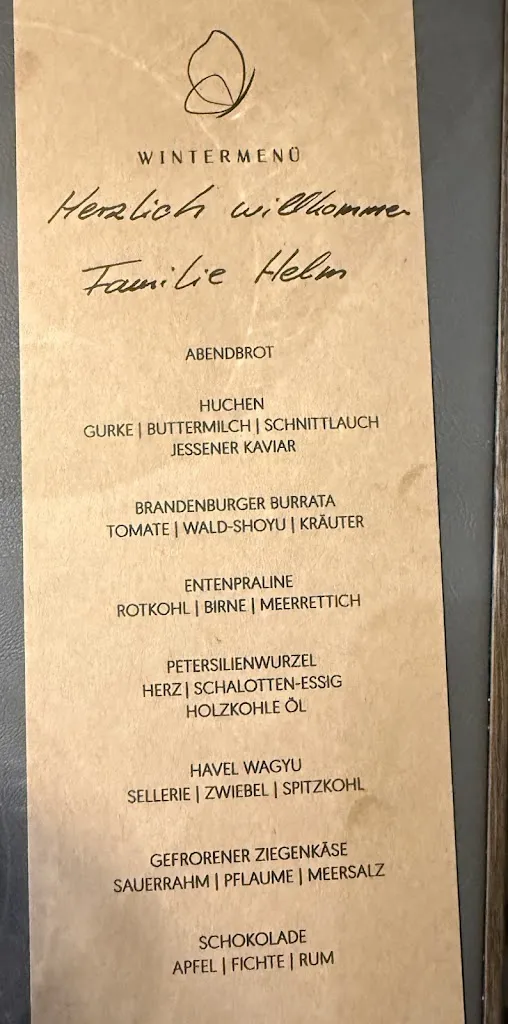 WINTERMENÜ
Herzlich willkommen
Familie Helm
ABENDBROT
HUCHEN
GURKE | BUTTERMILCH | SCHNITTLAUCH
JESSENER KAVIAR
BRANDENBURGER BURRATA
TOMATE | WALD-SHOYU | KRÄUTER
ENTENPRALINE
ROTKOHL | BIRNE | MEERRETTICH
PETERSILIENWURZEL
HERZ | SCHALOTTEN-ESSIG
HOLZKOHLE ÖL
HAVEL WAGYU
SELLERIE | ZWIEBEL | SPITZKOHL
GEFRORENER ZIEGENKÄSE
SAUERRAHM | PFLAUME | MEERSALZ
SCHOKOLADE
APFEL | FICHTE | RUM